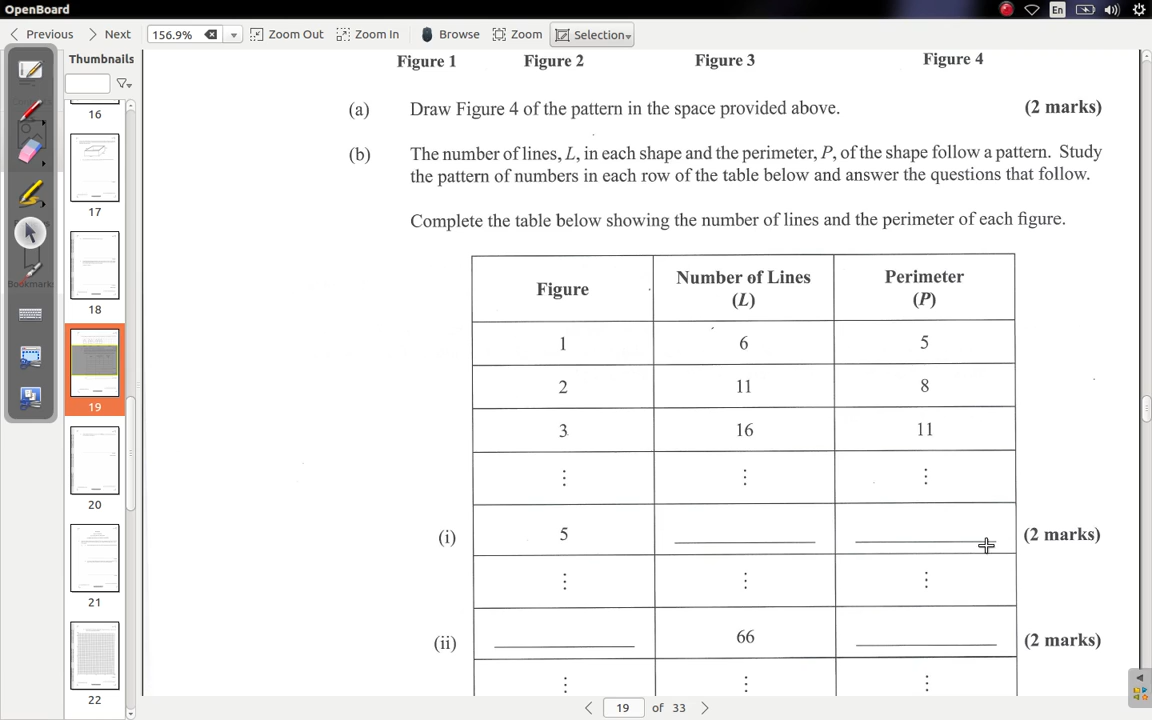 OpenBoard
En
Previous Next 156.9% Zoom Out Zoom In Browse Zoom Selection
Thumbnails
16
17
18
19
20
21
22
Bookmarks
Figure 1 Figure 2 Figure 3 Figure 4
(a) Draw Figure 4 of the pattern in the space provided above. (2 marks)
(b) The number of lines, L, in each shape and the perimeter, P, of the shape follow a pattern. Study
the pattern of numbers in each row of the table below and answer the questions that follow.
Complete the table below showing the number of lines and the perimeter of each figure.
Figure Number of Lines (L) Perimeter (P)
1 6 5
2 11 8
3 16 11
⋮ ⋮ ⋮
(i) 5 (2 marks)
⋮ ⋮ ⋮
(ii) 66 (2 marks)
⋮ ⋮ ⋮
19 of 33